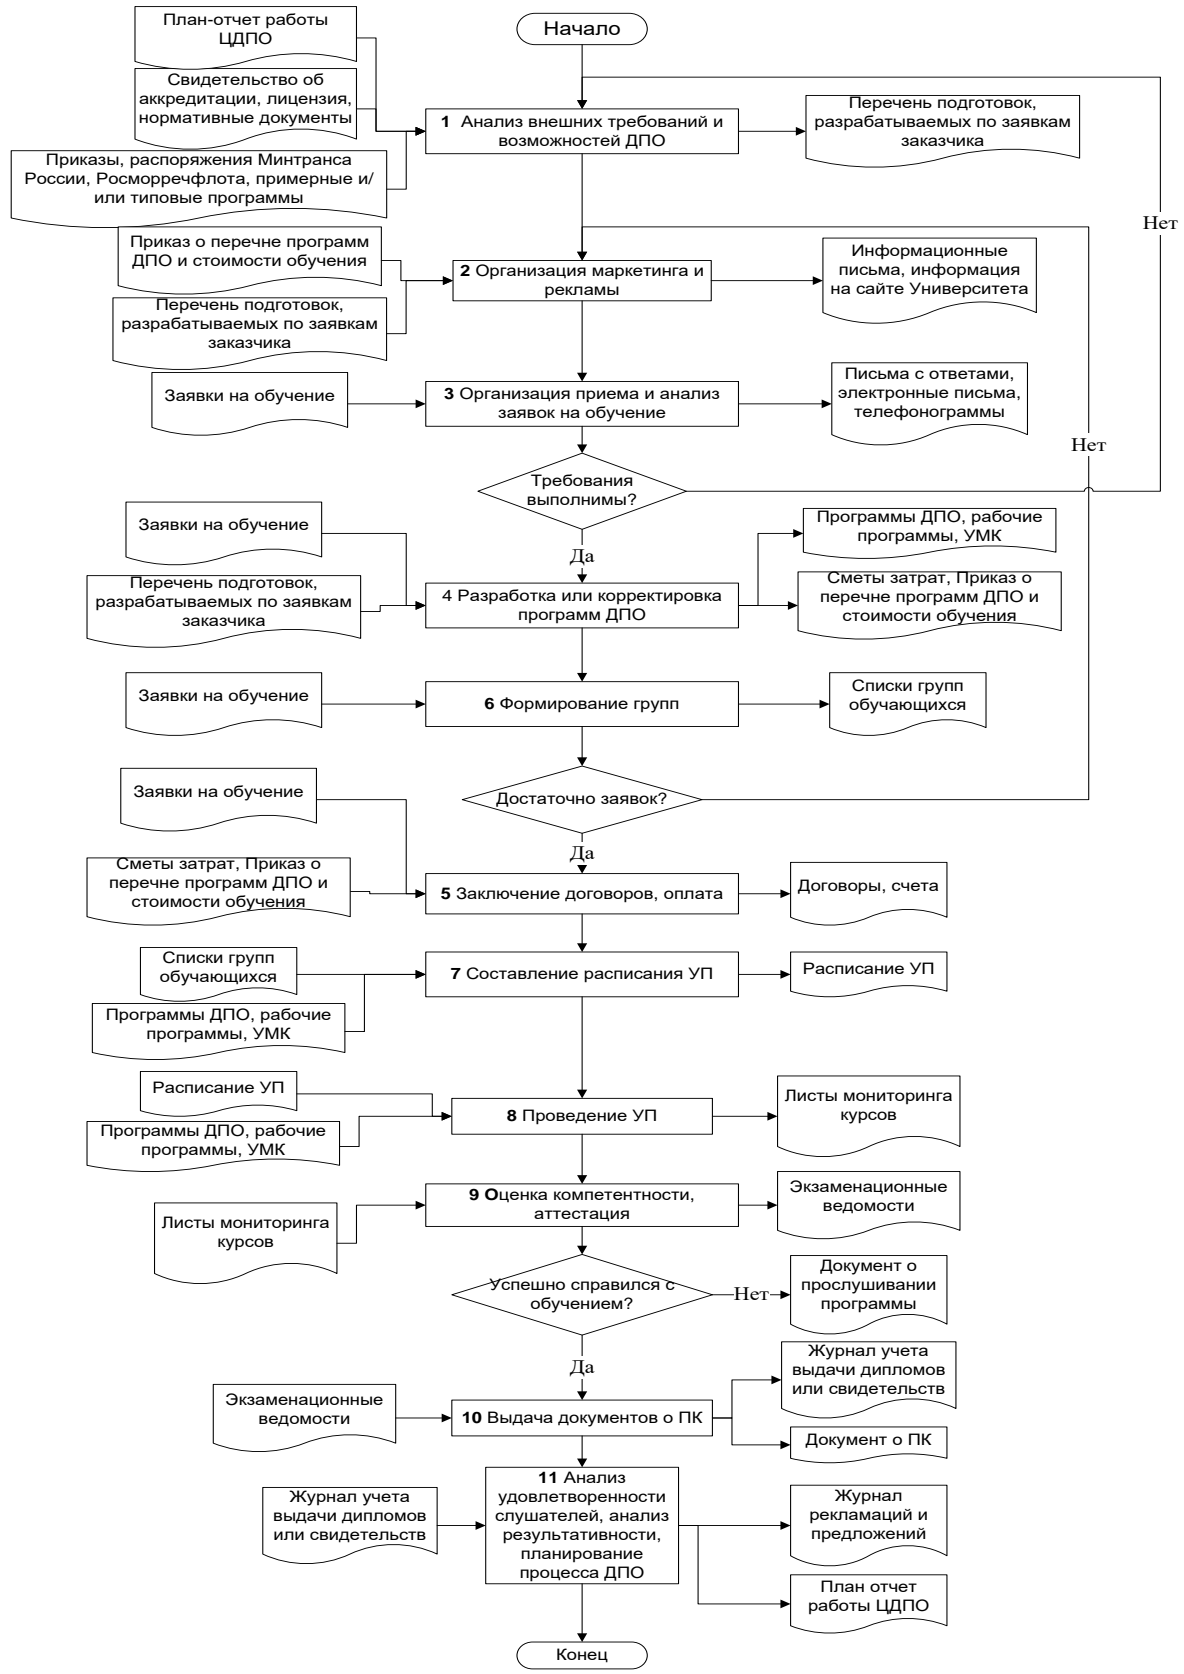 План-отчет работы
ЦДПО
Начало
Свидетельство об
аккредитации, лицензия,
нормативные документы
1 Анализ внешних требований и
возможностей ДПО
Перечень подготовок,
разрабатываемых по заявкам
заказчика
Приказы, распоряжения Минтранса
России, Росморречфлота, примерные и/
или типовые программы
Нет
Приказ о перечне программ
ДПО и стоимости обучения
2 Организация маркетинга и
рекламы
Информационные
письма, информация
на сайте Университета
Перечень подготовок,
разрабатываемых по заявкам
заказчика
Заявки на обучение
3 Организация приема и анализ
заявок на обучение
Письма с ответами,
электронные письма,
телефонограммы
Нет
Требования
выполнимы?
Заявки на обучение
Программы ДПО, рабочие
программы, УМК
Да
Перечень подготовок,
разрабатываемых по заявкам
заказчика
4 Разработка или корректировка
программ ДПО
Сметы затрат, Приказ о
перечне программ ДПО и
стоимости обучения
Заявки на обучение
6 Формирование групп
Списки групп
обучающихся
Заявки на обучение
Достаточно заявок?
Да
Сметы затрат, Приказ о
перечне программ ДПО и
стоимости обучения
5 Заключение договоров, оплата
Договоры, счета
Списки групп
обучающихся
7 Составление расписания УП
Расписание УП
Программы ДПО, рабочие
программы, УМК
Расписание УП
8 Проведение УП
Листы мониторинга
курсов
Программы ДПО, рабочие
программы, УМК
9 Оценка компетентности,
аттестация
Экзаменационные
ведомости
Листы мониторинга
курсов
Успешно справился с
обучением?
Нет
Документ о
прослушивании
программы
Да
Журнал учета
выдачи дипломов
или свидетельств
Экзаменационные
ведомости
10 Выдача документов о ПК
Документ о ПК
Журнал учета
выдачи дипломов
или свидетельств
11 Анализ
удовлетворенности
слушателей, анализ
результативности,
планирование
процесса ДПО
Журнал
рекламаций и
предложений
План отчет
работы ЦДПО
Конец